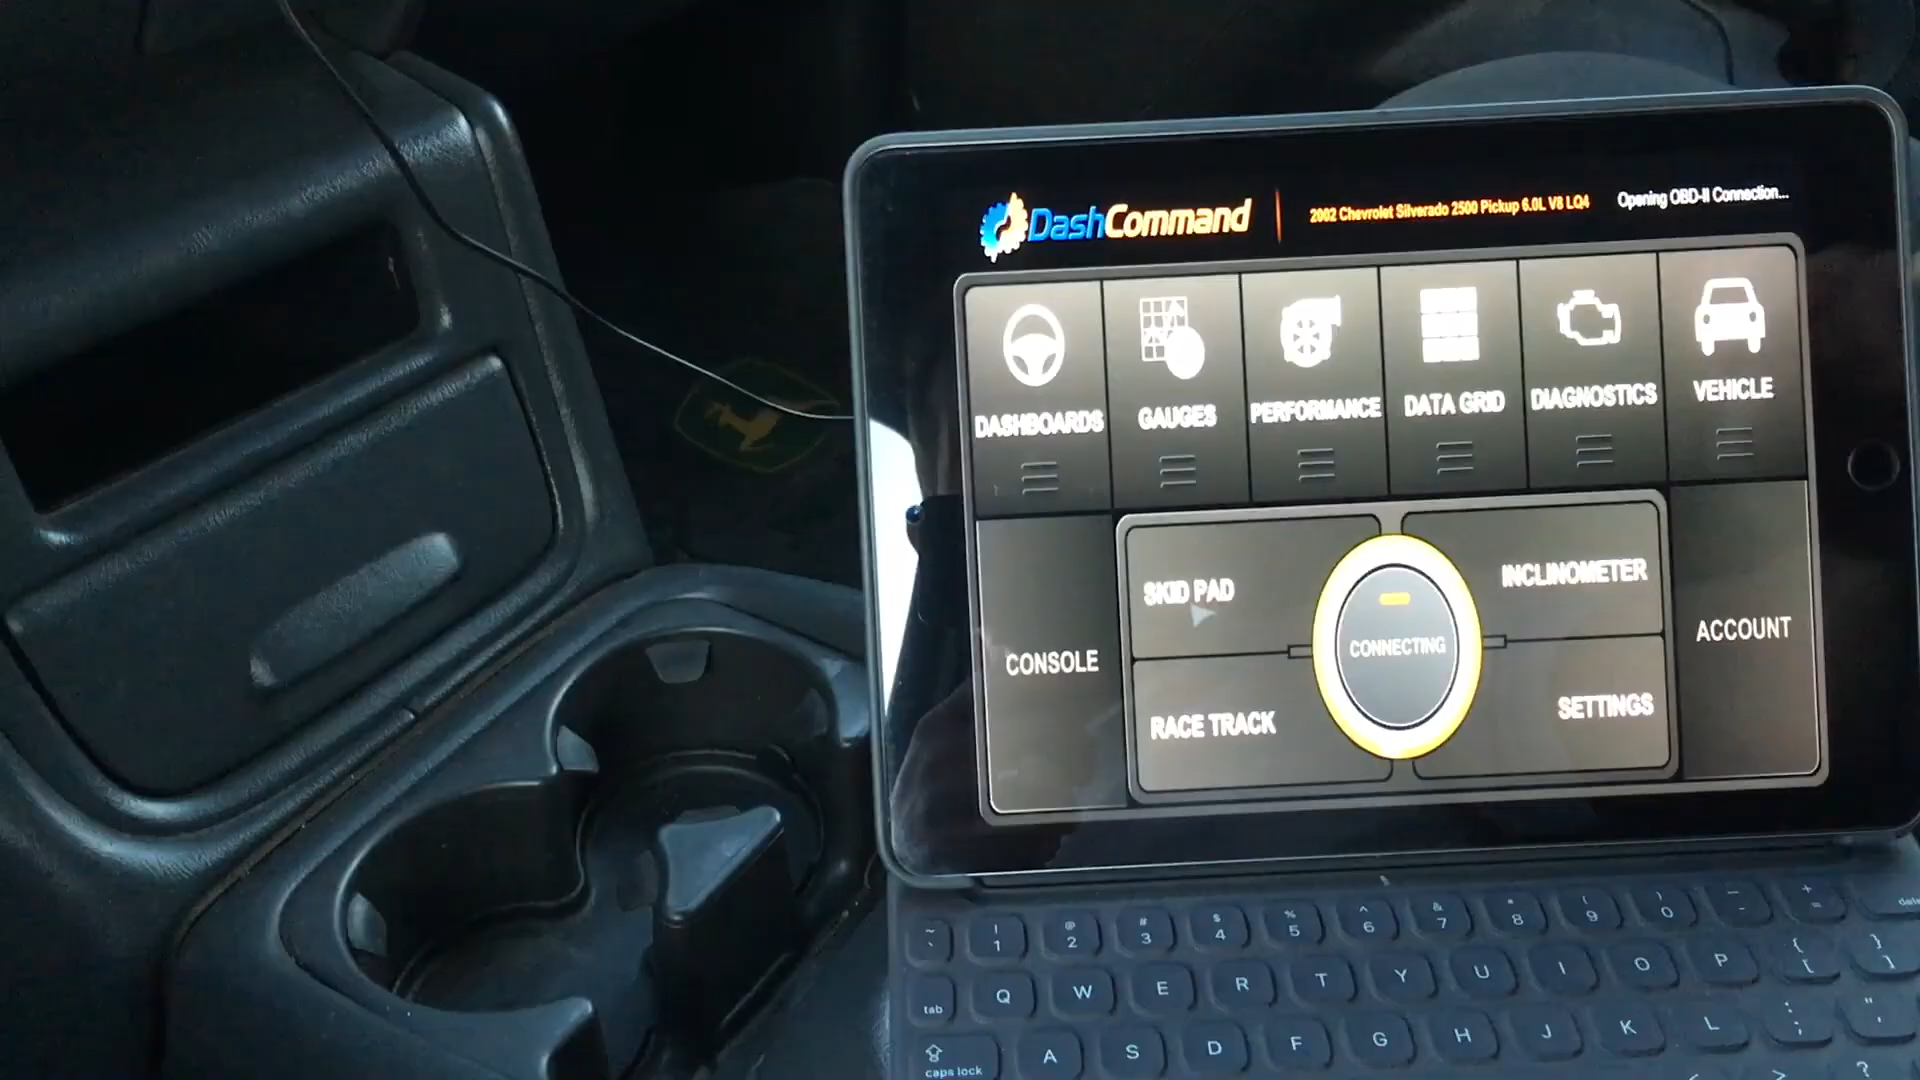 DashCommand
2002 Chevrolet Silverado 2500 Pickup 6.0L V8 LQ4
Opening OBD-II Connection...
DASHBOARDS
GAUGES
PERFORMANCE
DATA GRID
DIAGNOSTICS
VEHICLE
CONSOLE
SKID PAD
INCLINOMETER
CONNECTING
RACE TRACK
SETTINGS
ACCOUNT
~ ! @ # $ % ^ & * ( ) _ +
` 1 2 3 4 5 6 7 8 9 0 - =
tab Q W E R T Y U I O P { [ } ]
caps lock A S D F G H J K L : ; "
< > ?